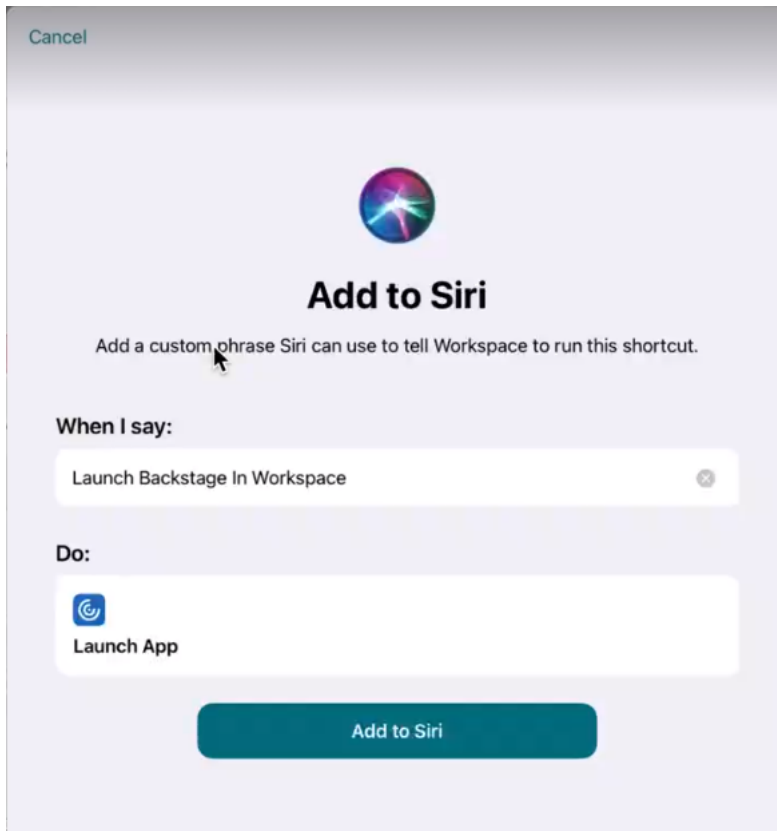 Cancel
Add to Siri
Add a custom phrase Siri can use to tell Workspace to run this shortcut.
When I say:
Launch Backstage In Workspace
Do:
Launch App
Add to Siri